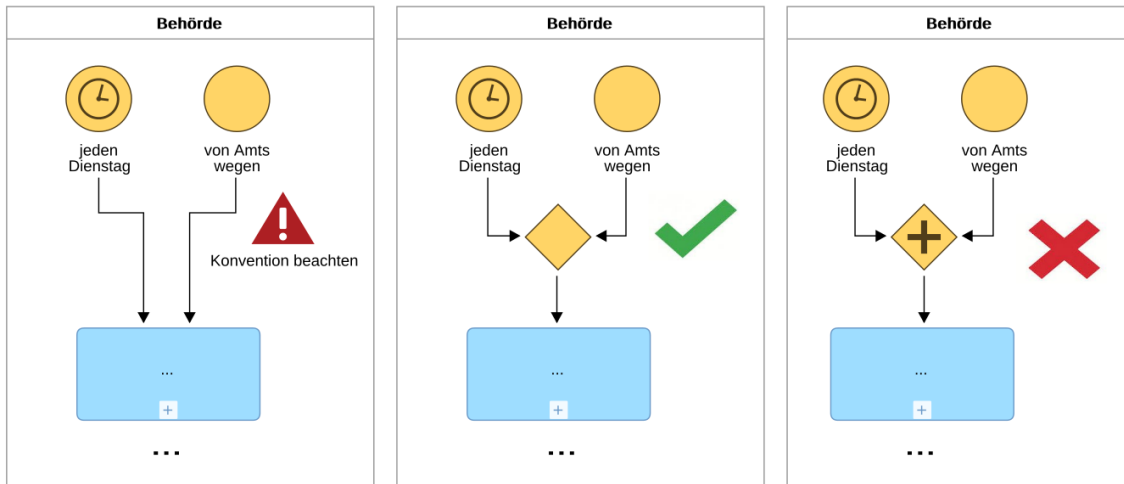 Behörde
jeden
Dienstag
von Amts
wegen
Konvention beachten
...
...
Behörde
jeden
Dienstag
von Amts
wegen
...
...
Behörde
jeden
Dienstag
von Amts
wegen
...
...